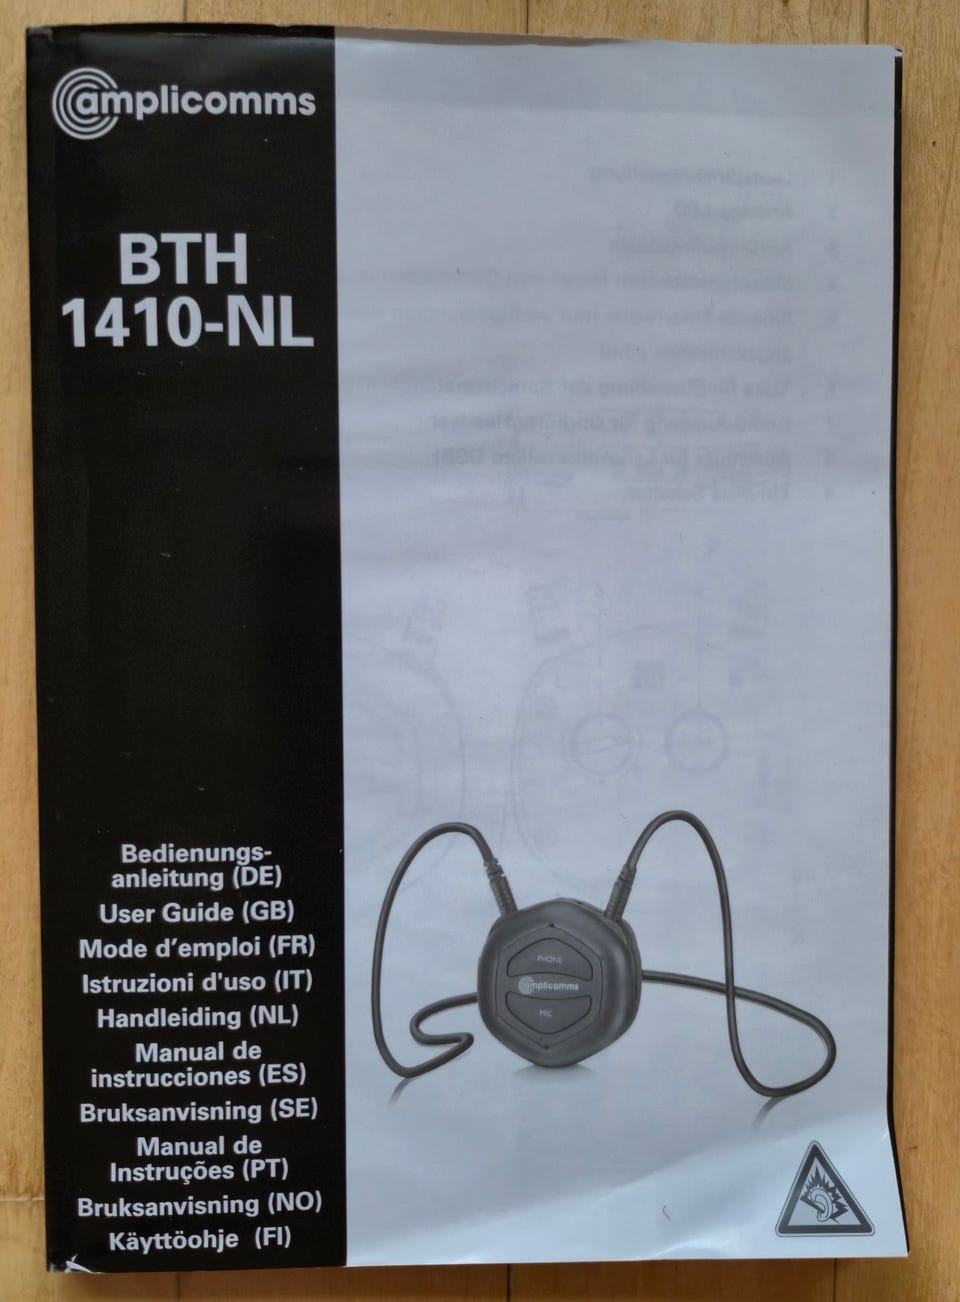 amplicomms
BTH
1410-NL
Bedienungs-
anleitung (DE)
User Guide (GB)
Mode d'emploi (FR)
Istruzioni d'uso (IT)
Handleiding (NL)
Manual de
instrucciones (ES)
Bruksanvisning (SE)
Manual de
Instruções (PT)
Bruksanvisning (NO)
Käyttöohje (FI)
PHONE
amplicomms
MIC